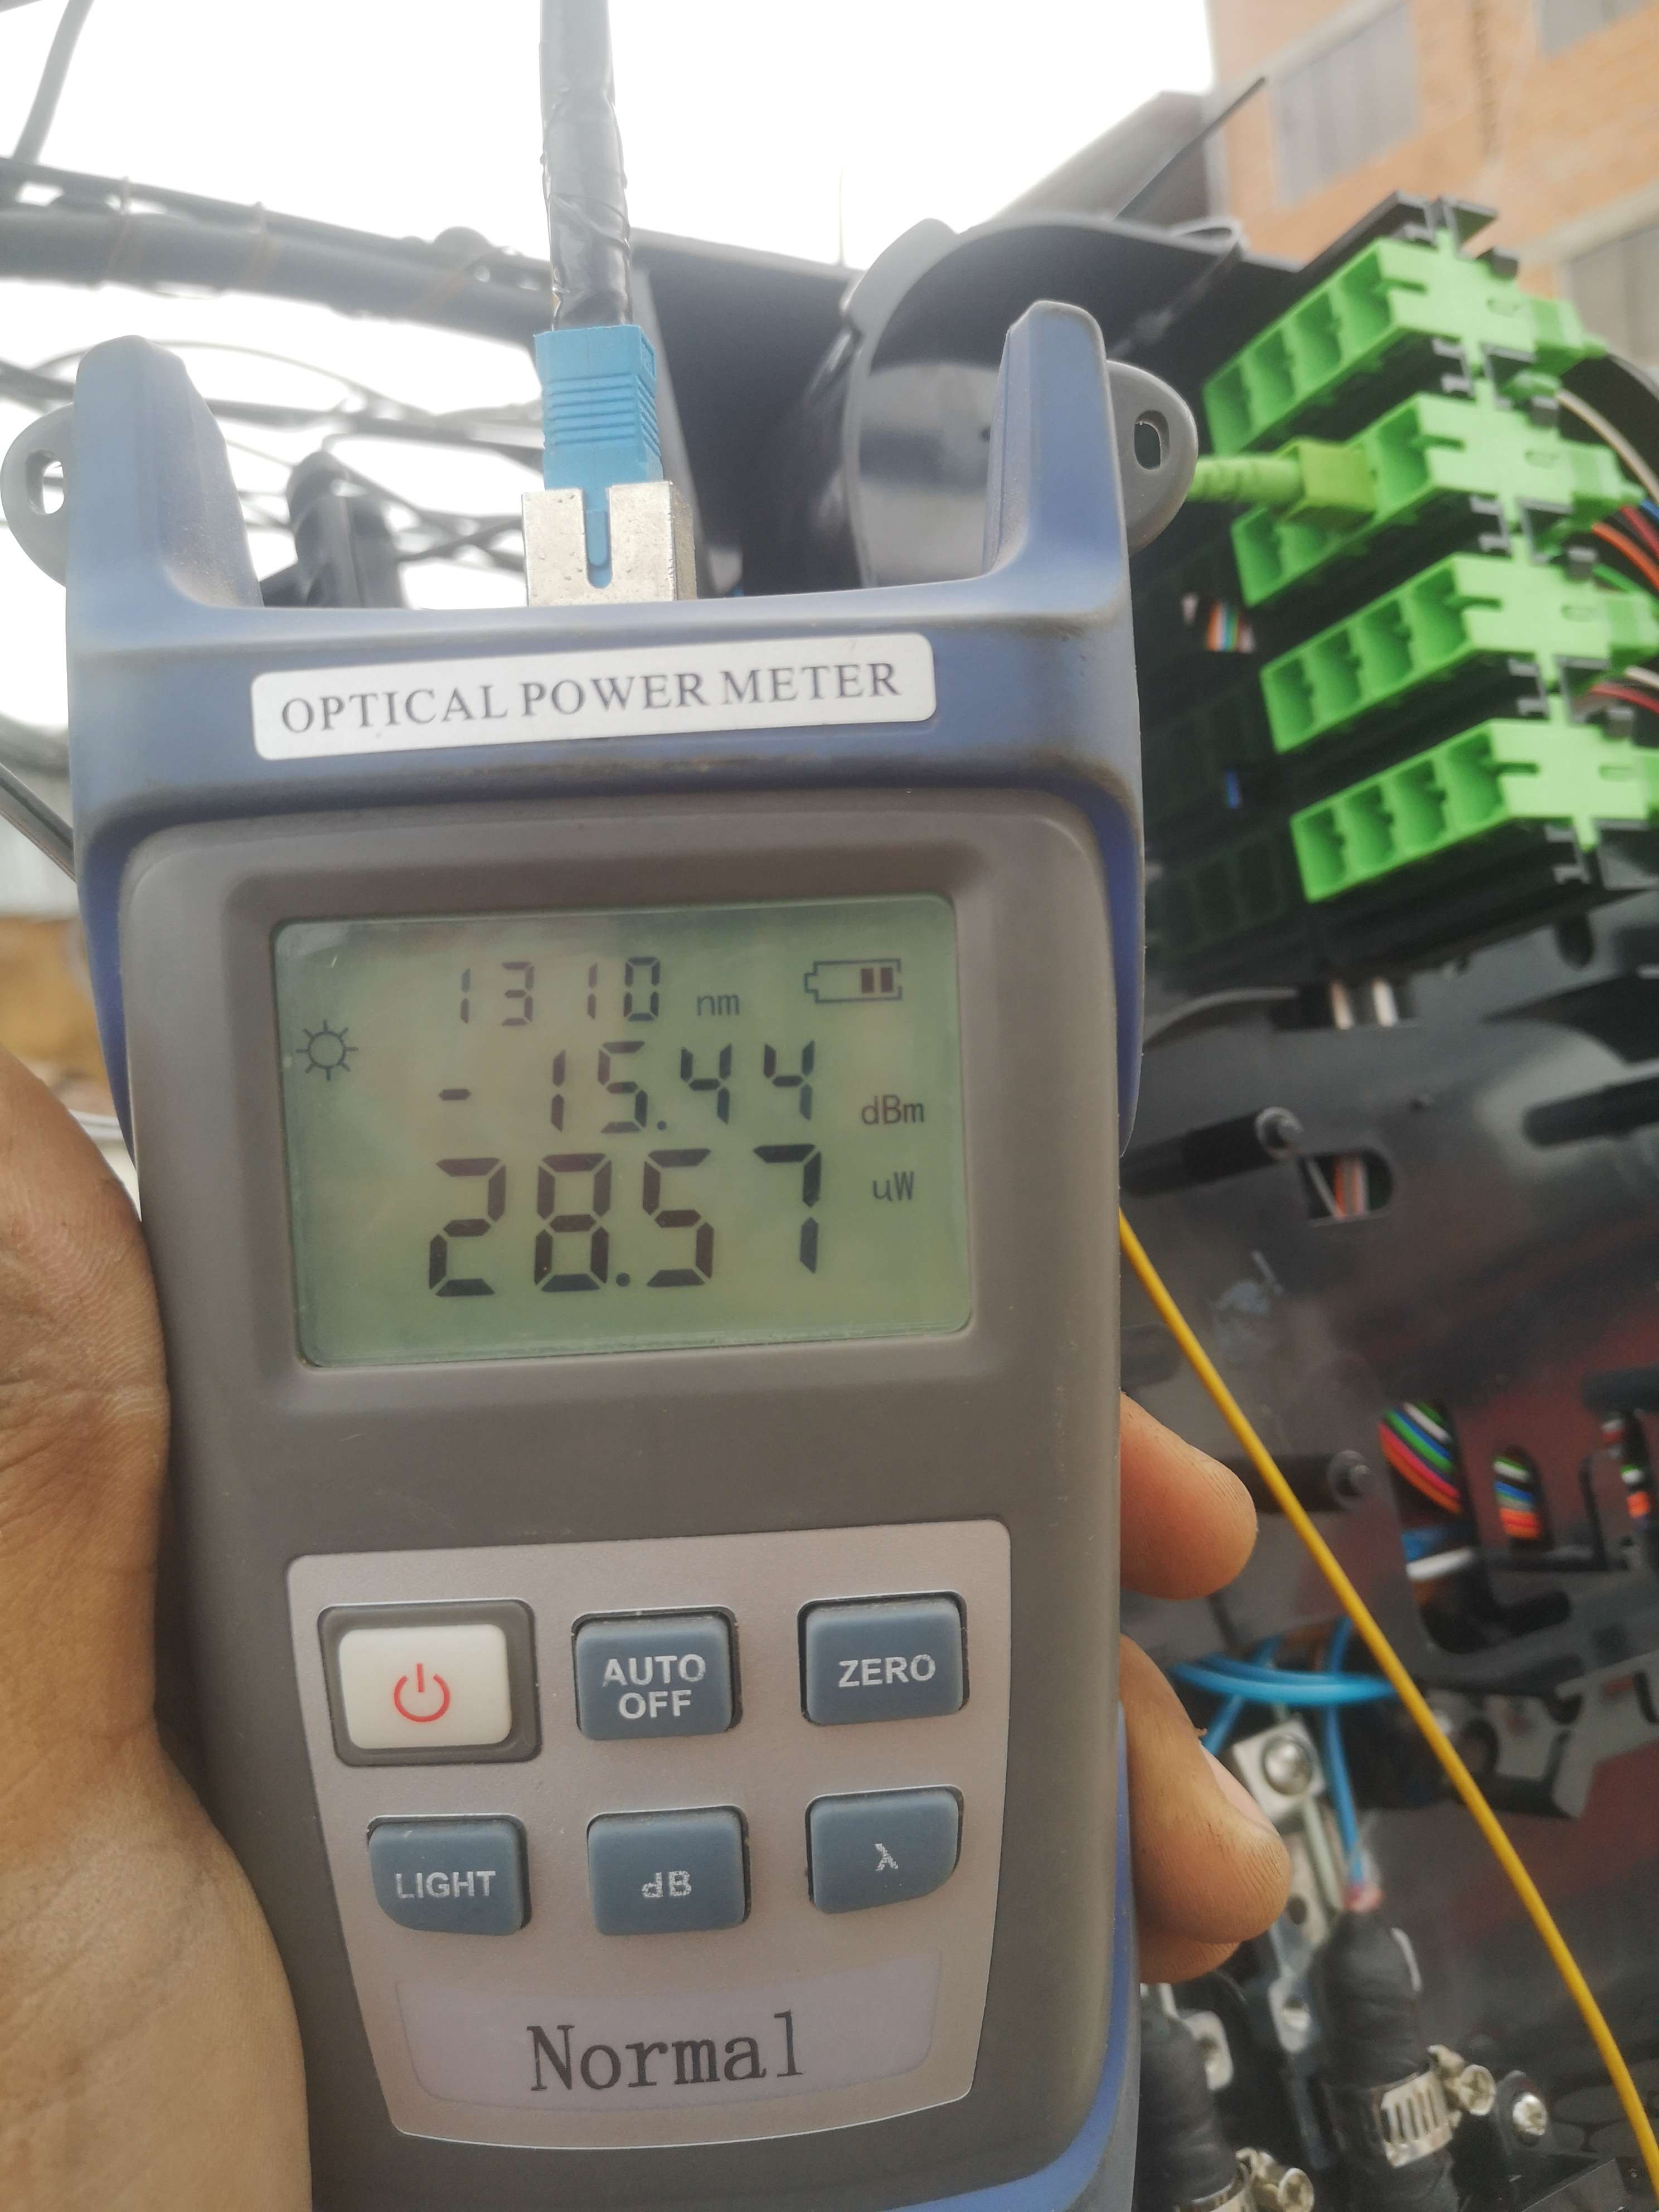 OPTICAL POWER METER
1310 nm
-15.44 dBm
28.57 uW
AUTO OFF
ZERO
LIGHT
dB
λ
Normal